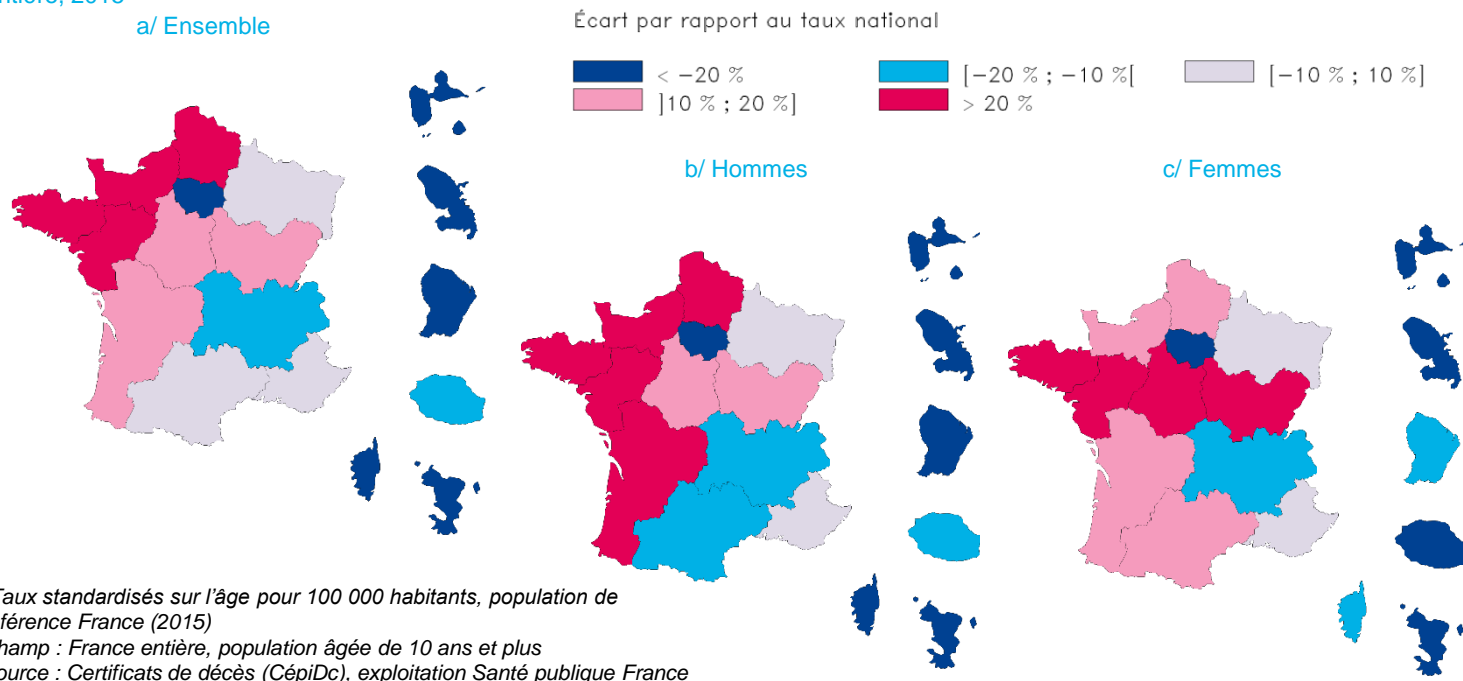 a/ Ensemble
Écart par rapport au taux national
< −20 %
[−20 % ; −10 %[
[−10 % ; 10 %]
]10 % ; 20 %]
> 20 %
b/ Hommes
c/ Femmes
Taux standardisés sur l'âge pour 100 000 habitants, population de
férence France (2015)
hamp : France entière, population âgée de 10 ans et plus
ource : Certificats de décès (CépiDc), exploitation Santé publique France